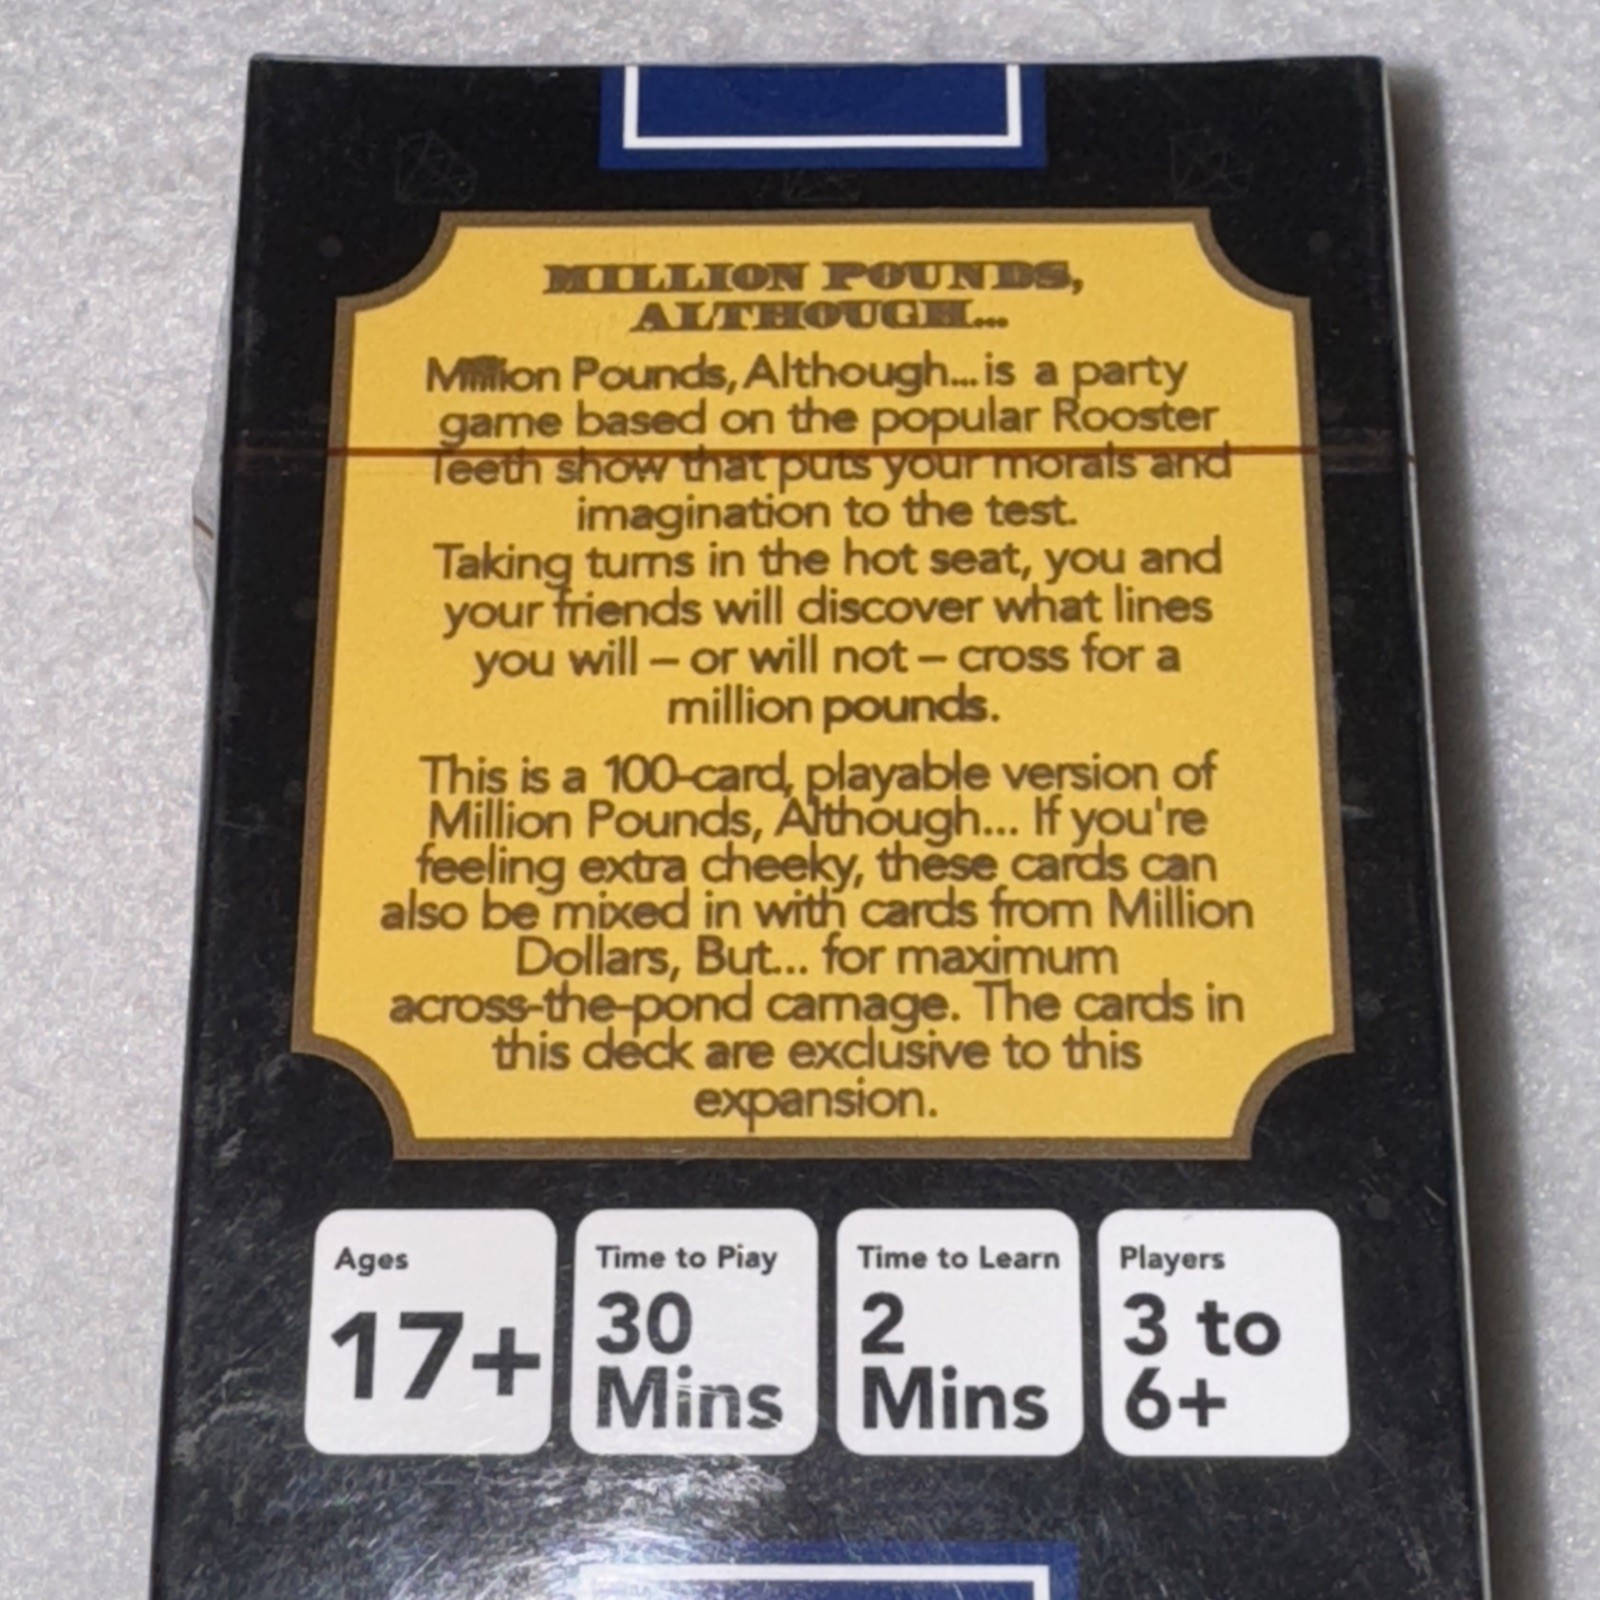 MILLION POUNDS,
ALTHOUGH...
Million Pounds, Although... is a party
game based on the popular Rooster
Teeth show that puts your morals and
imagination to the test.
Taking turns in the hot seat, you and
your friends will discover what lines
you will – or will not – cross for a
million pounds.
This is a 100-card, playable version of
Million Pounds, Although... If you're
feeling extra cheeky, these cards can
also be mixed in with cards from Million
Dollars, But... for maximum
across-the-pond carnage. The cards in
this deck are exclusive to this
expansion.
Ages
17+
Time to Play
30
Mins
Time to Learn
2
Mins
Players
3 to
6+